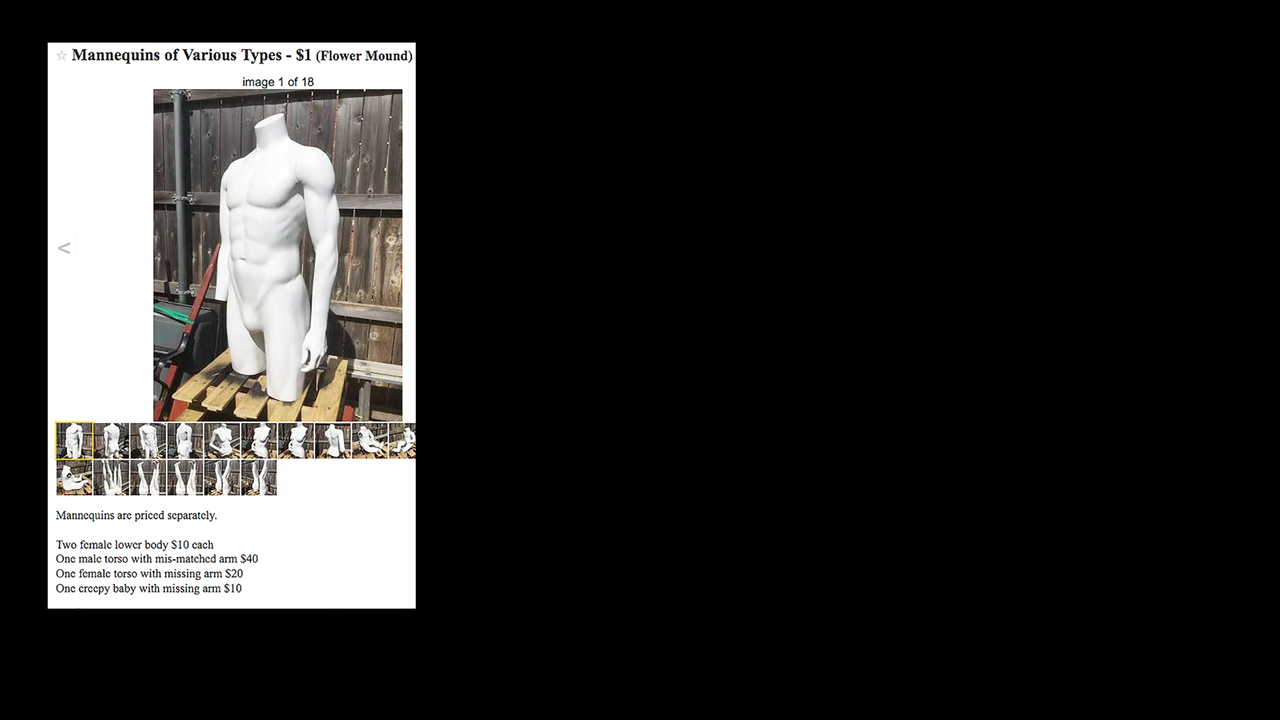 ☆ Mannequins of Various Types - $1 (Flower Mound)
image 1 of 18
<
Mannequins are priced separately.
Two female lower body $10 each
One male torso with mis-matched arm $40
One female torso with missing arm $20
One creepy baby with missing arm $10